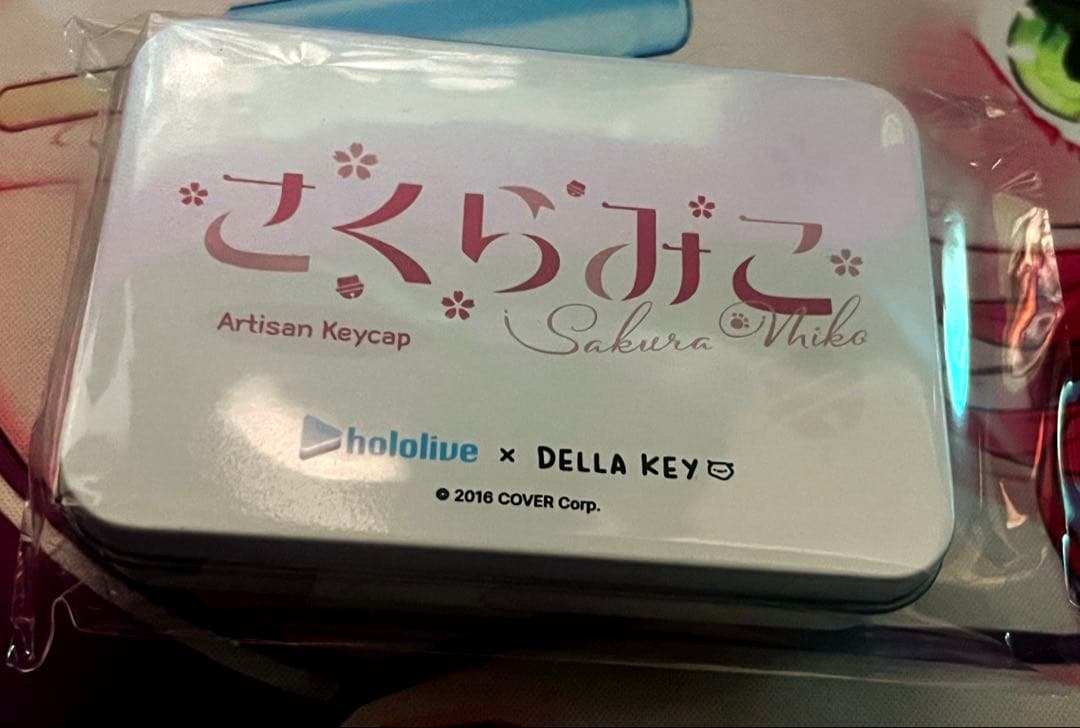 さくらみこ
Artisan Keycap Sakura Miko
hololive × DELLA KEY
© 2016 COVER Corp.